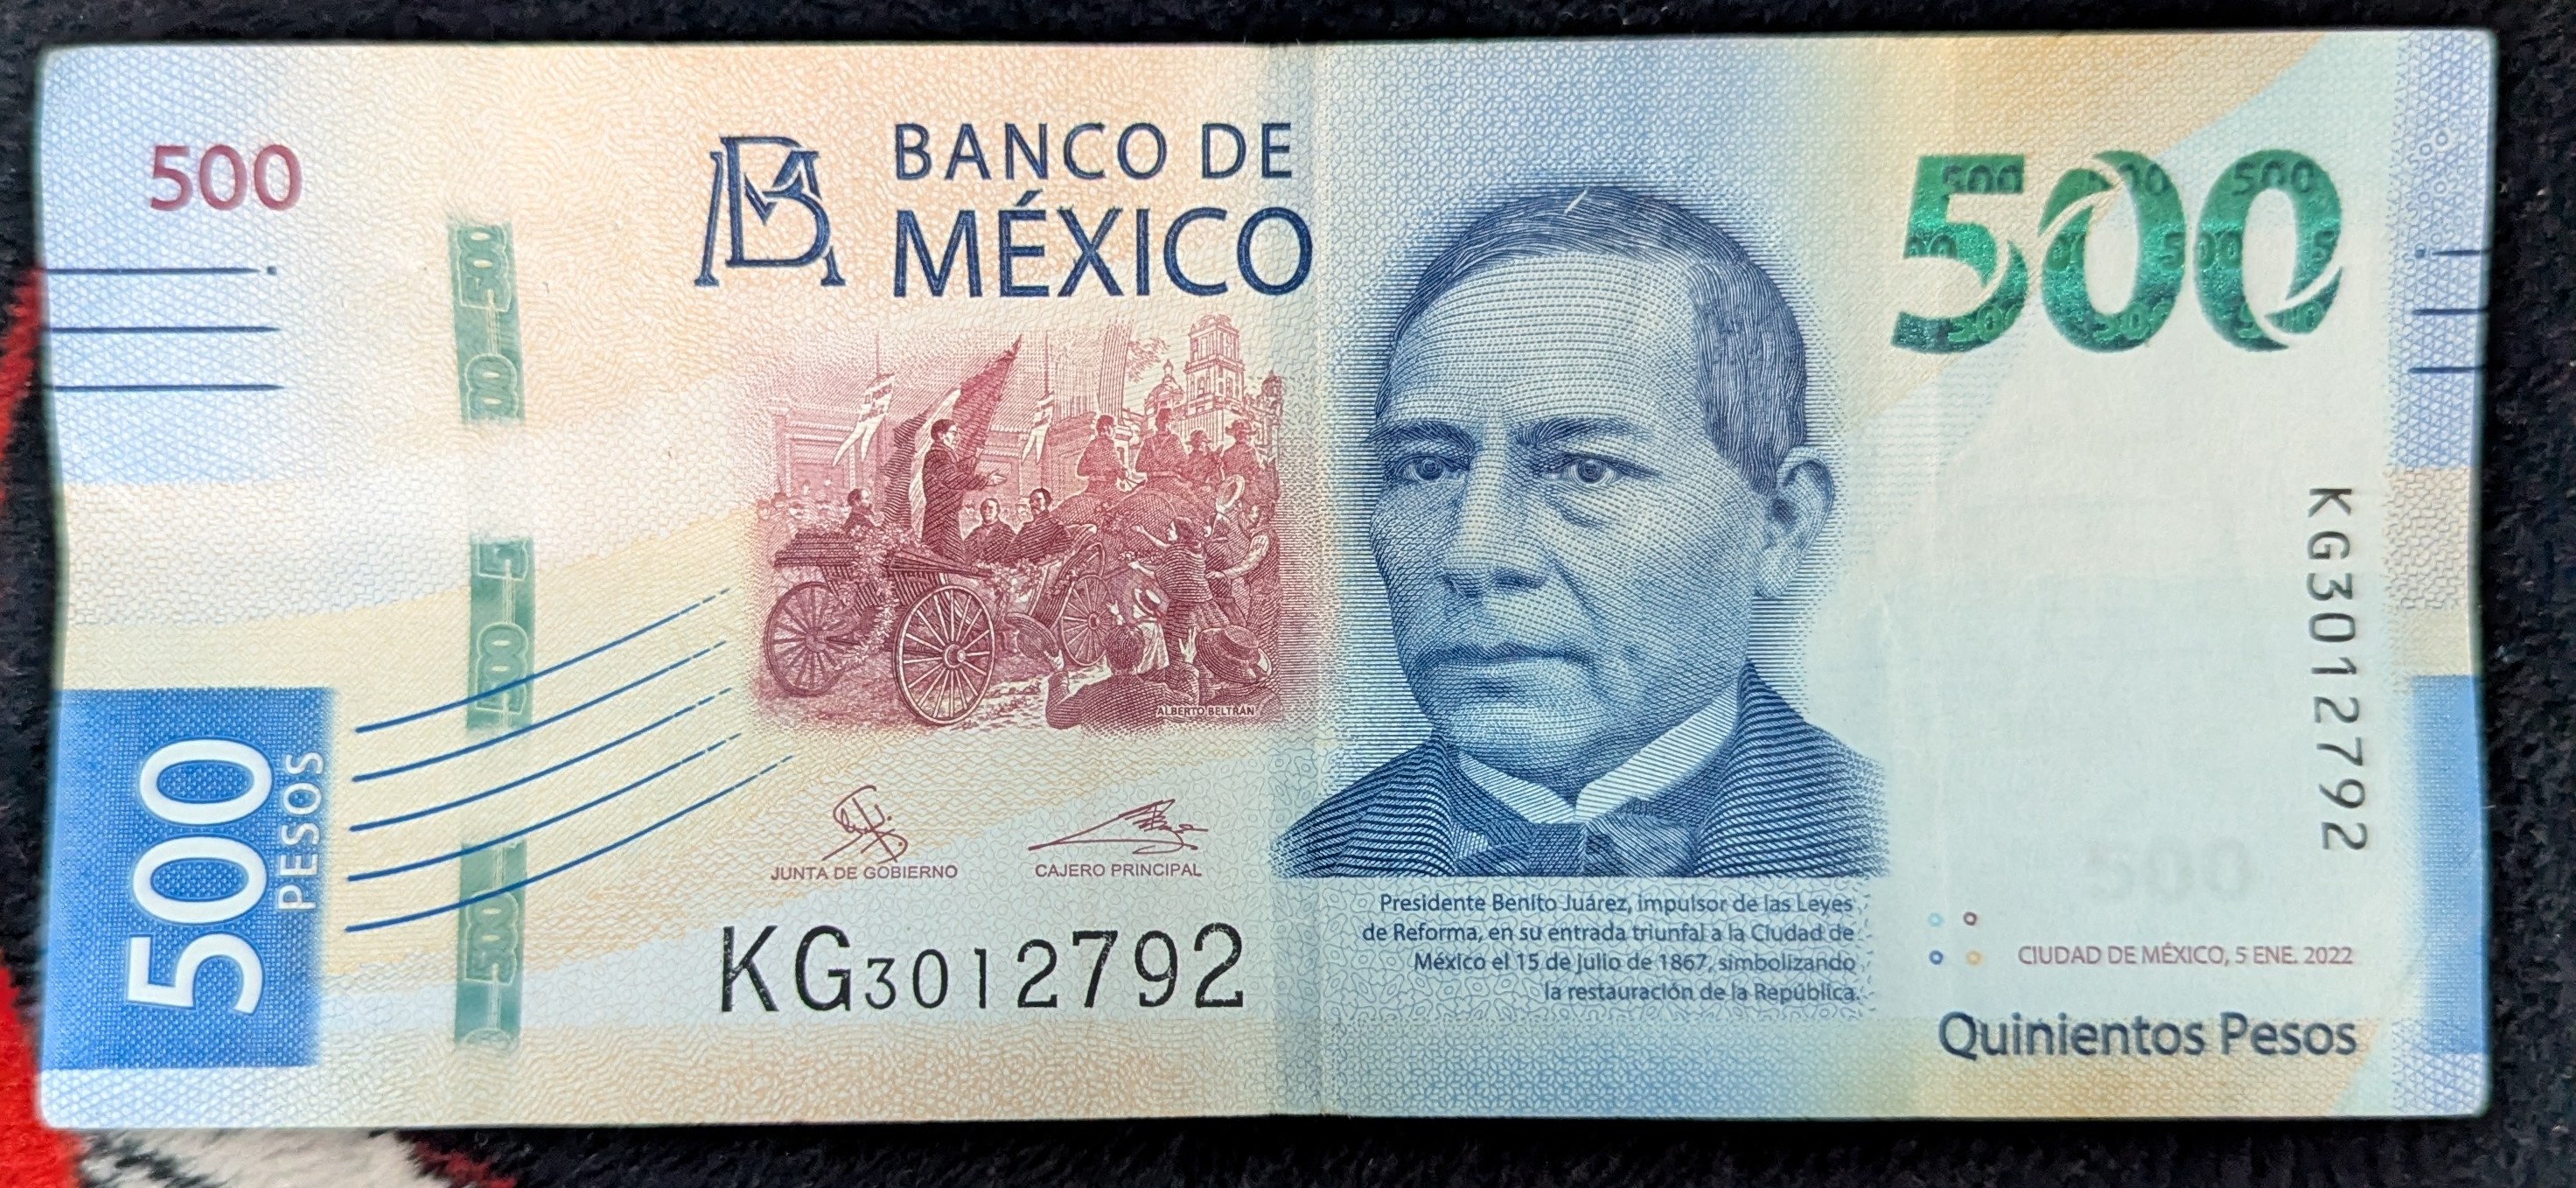 500
BANCO DE
MÉXICO
500
ALBERTO BELTRÁN
500
PESOS
JUNTA DE GOBIERNO
CAJERO PRINCIPAL
KG3012792
KG3012792
Presidente Benito Juárez, impulsor de las Leyes
de Reforma, en su entrada triunfal a la Ciudad de
México el 15 de julio de 1867, simbolizando
la restauración de la República.
500
CIUDAD DE MÉXICO, 5 ENE. 2022
Quinientos Pesos